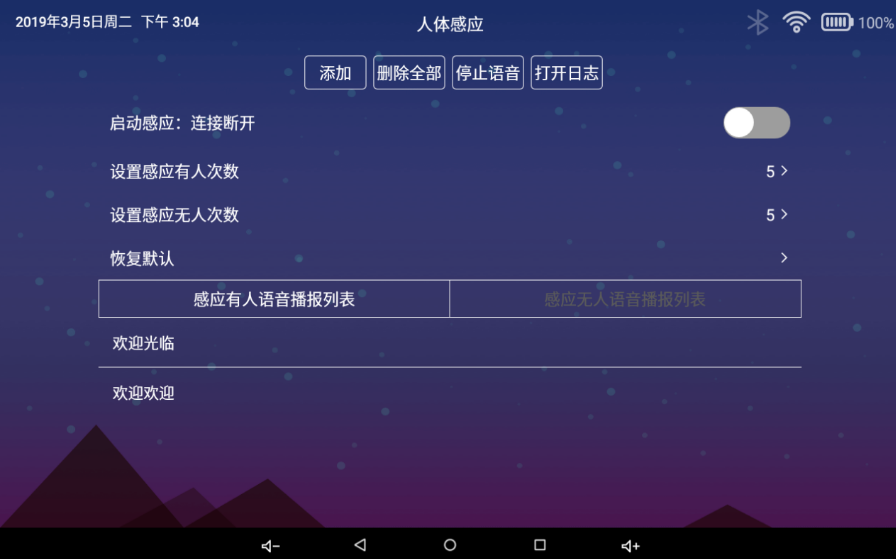 2019年3月5日周二 下午 3:04
人体感应
100%
添加 删除全部 停止语音 打开日志
启动感应：连接断开
设置感应有人次数 5
设置感应无人次数 5
恢复默认
感应有人语音播报列表 感应无人语音播报列表
欢迎光临
欢迎欢迎